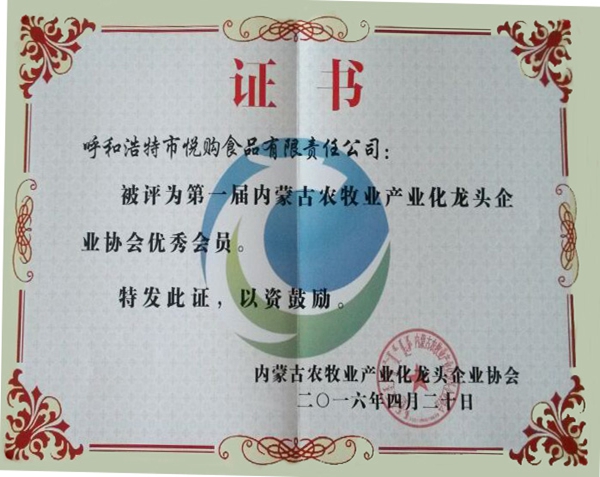 证书
呼和浩特市悦购食品有限责任公司：
被评为第一届内蒙古农牧业产业化龙头企
业协会优秀会员。
特发此证，以资鼓励。
内蒙古农牧业产业化龙头企业协会
二〇一六年四月二十日